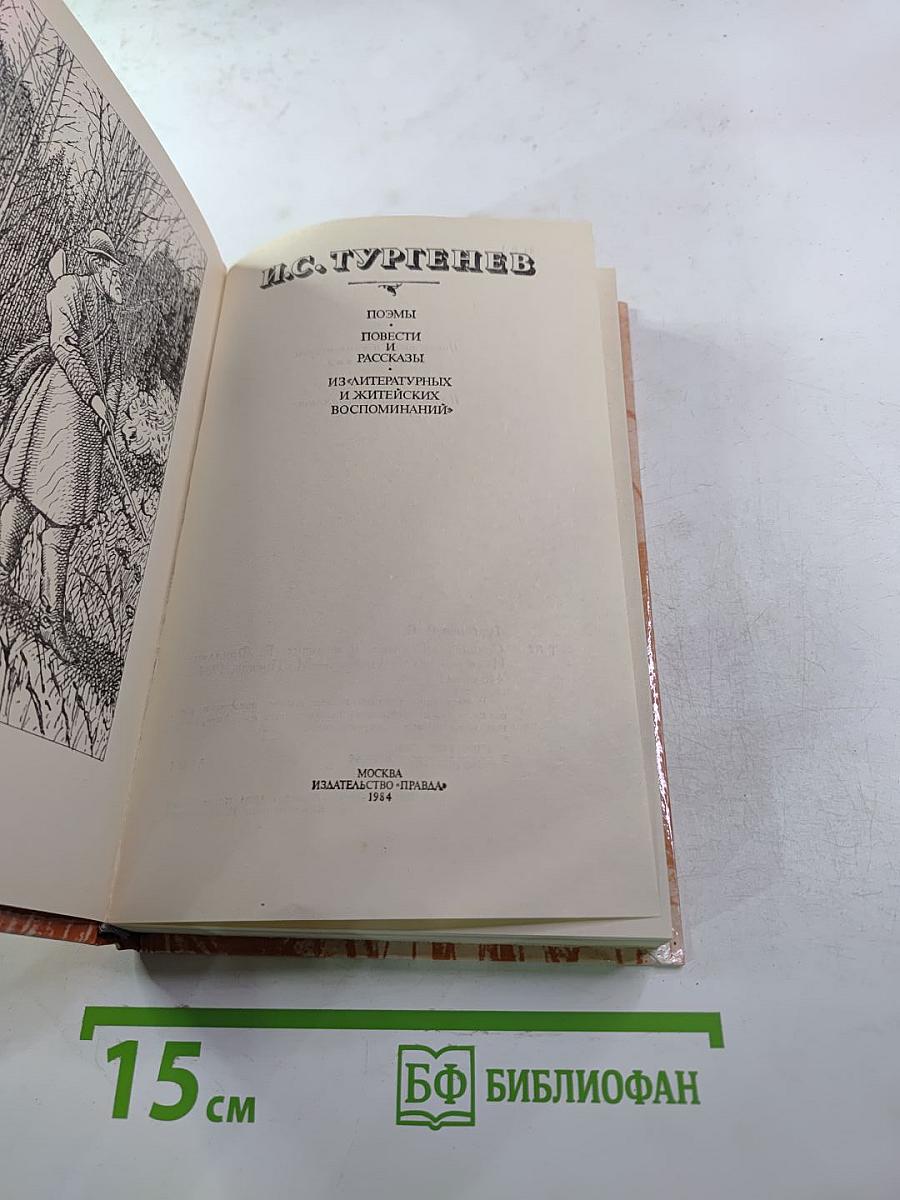 И.С. ТУРГЕНЕВ
ПОЭМЫ
•
ПОВЕСТИ
И
РАССКАЗЫ
•
ИЗ «ЛИТЕРАТУРНЫХ
И ЖИТЕЙСКИХ
ВОСПОМИНАНИЙ»
МОСКВА
ИЗДАТЕЛЬСТВО «ПРАВДА»
1984
15 см
БФ БИБЛИОФАН